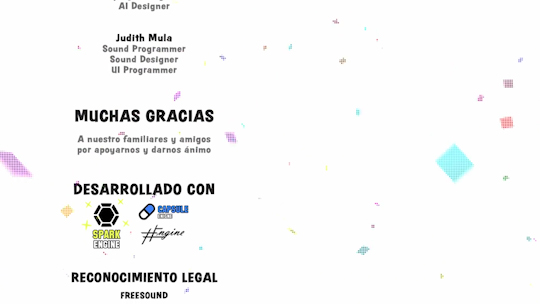 AI Designer
Judith Mula
Sound Programmer
Sound Designer
UI Programmer
MUCHAS GRACIAS
A nuestro familiares y amigos
por apoyarnos y darnos ánimo
DESARROLLADO CON
SPARK
ENGINE
CAPSULE
ENGINE
Engine
RECONOCIMIENTO LEGAL
FREESOUND